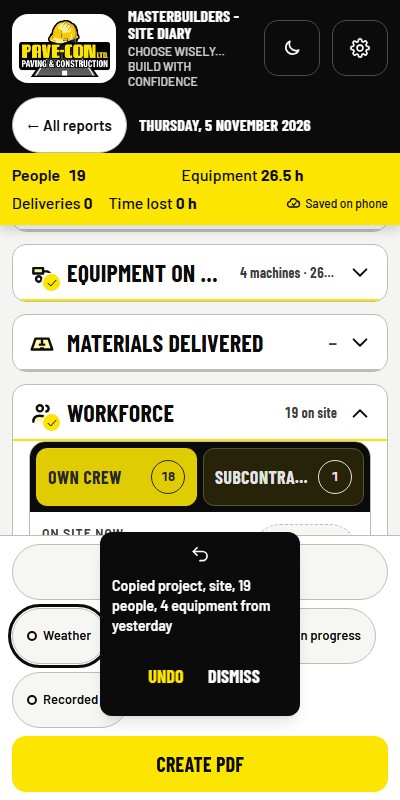 PAVE-CON LTD.
PAVING & CONSTRUCTION
MASTERBUILDERS -
SITE DIARY
CHOOSE WISELY...
BUILD WITH
CONFIDENCE
← All reports
THURSDAY, 5 NOVEMBER 2026
People 19
Equipment 26.5 h
Deliveries 0
Time lost 0 h
Saved on phone
EQUIPMENT ON ...
4 machines · 26...
MATERIALS DELIVERED
–
WORKFORCE
19 on site
OWN CREW
18
SUBCONTRA...
1
ON SITE NOW
Copied project, site, 19
people, 4 equipment from
yesterday
UNDO
DISMISS
Weather
n progress
Recorded
CREATE PDF